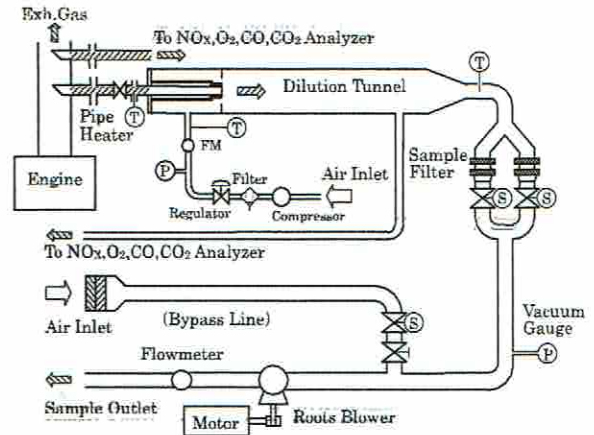 Exh.Gas
To NOx,O2,CO,CO2 Analyzer
T
Dilution Tunnel
Pipe
Heater
T
T
FM
P
Engine
Filter
Air Inlet
Regulator
Compressor
Sample
Filter
S
S
To NOx,O2,CO,CO2 Analyzer
Air Inlet
(Bypass Line)
S
Vacuum
Gauge
P
Flowmeter
Sample Outlet
Motor
Roots Blower